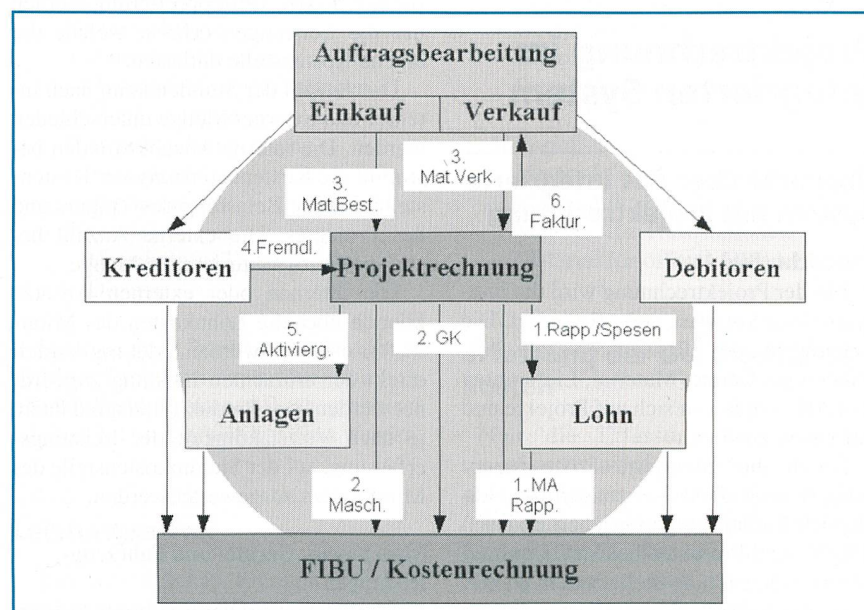 Auftragsbearbeitung
Einkauf Verkauf
3.
Mat.Best.
3.
Mat.Verk.
6.
Faktur.
4.Fremdl.
Kreditoren
Projektrechnung
Debitoren
5.
Aktivierg.
2. GK
1.Rapp./Spesen
Anlagen
Lohn
2.
Masch.
1. MA
Rapp.
FIBU / Kostenrechnung